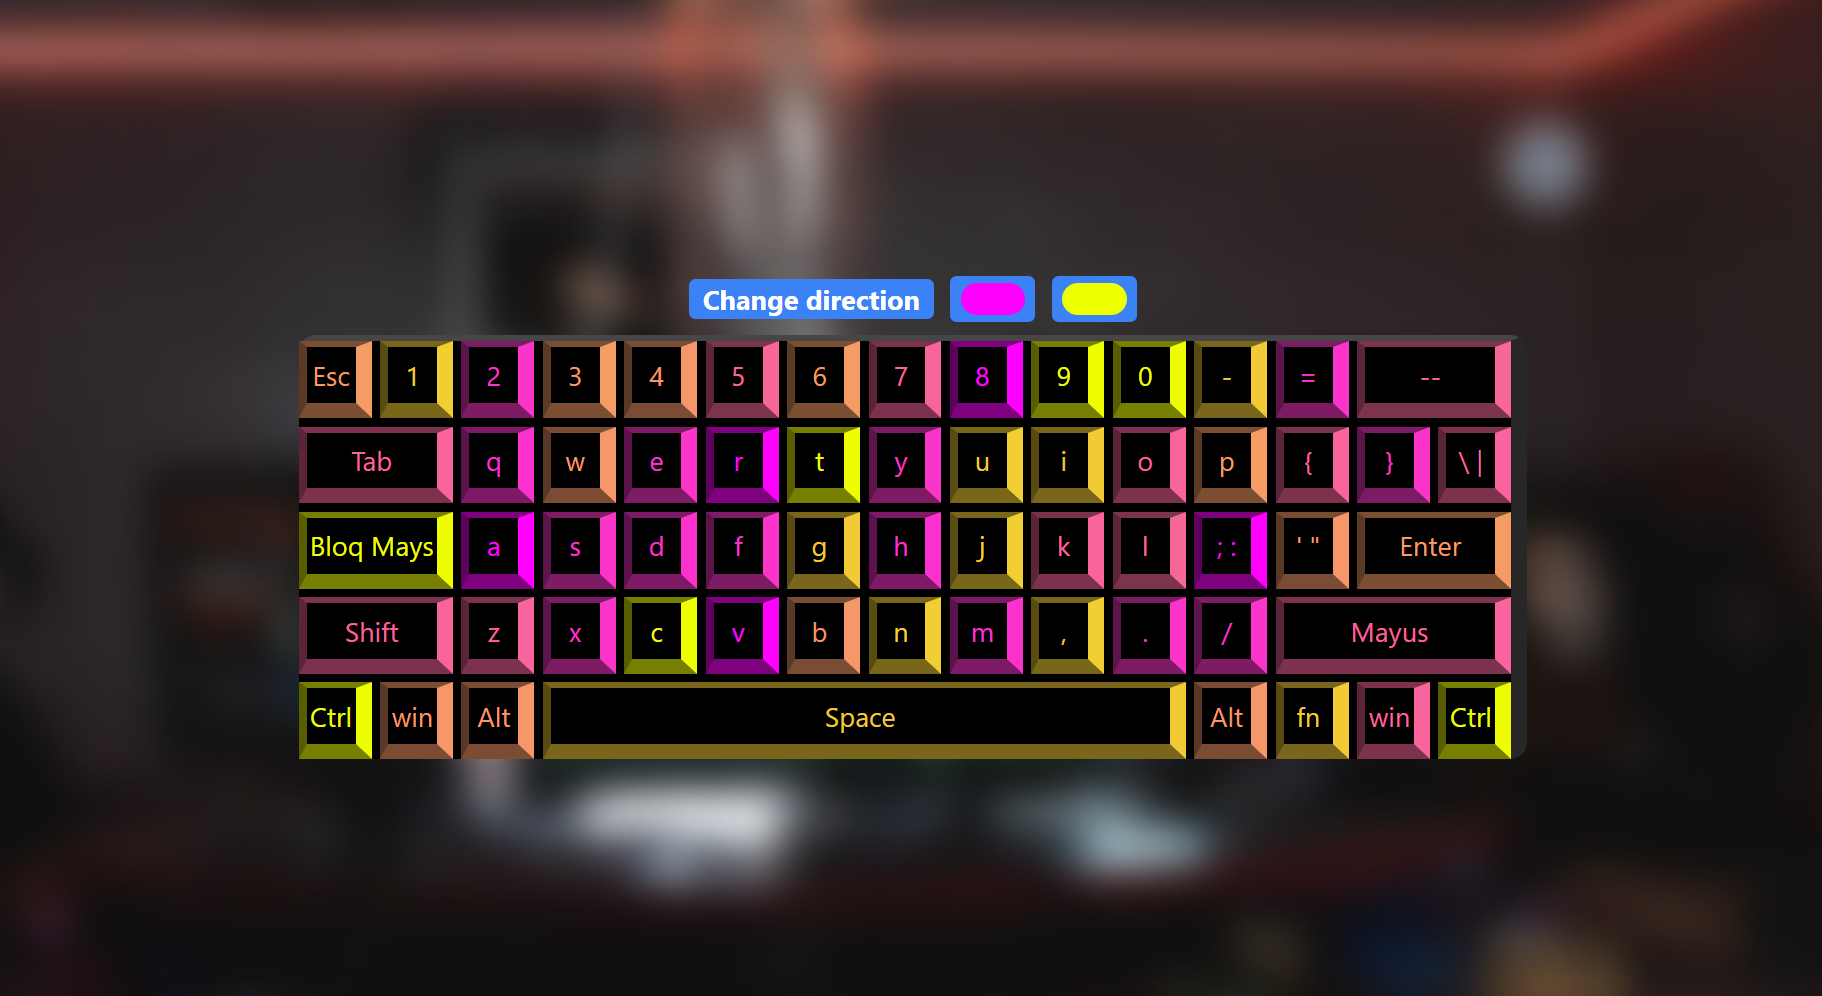 Change direction
Esc 1 2 3 4 5 6 7 8 9 0 - = --
Tab q w e r t y u i o p { } \ |
Bloq Mays a s d f g h j k l ; : ' " Enter
Shift z x c v b n m , . / Mayus
Ctrl win Alt Space Alt fn win Ctrl